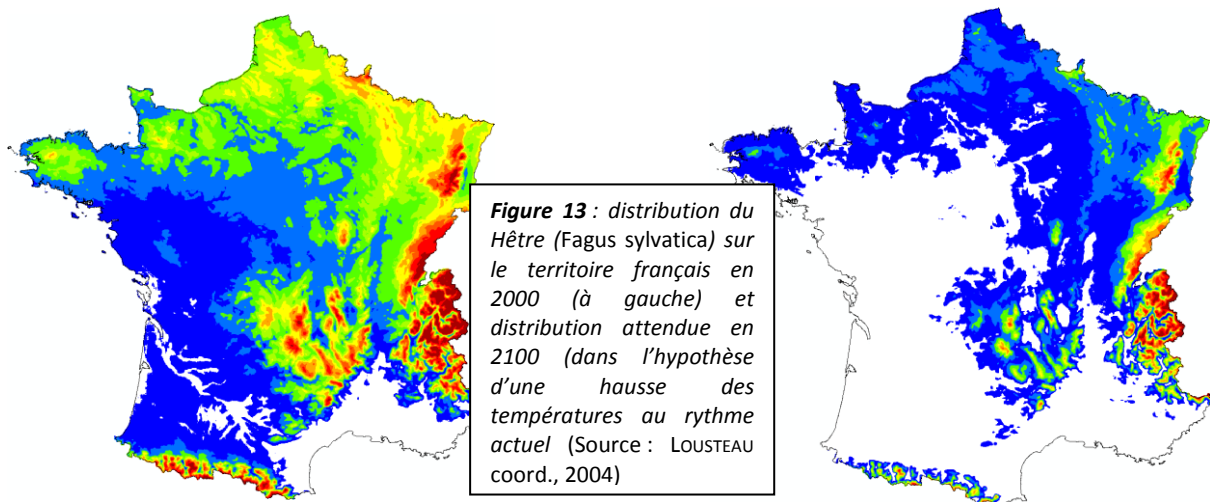 Figure 13 : distribution du
Hêtre (Fagus sylvatica) sur
le territoire français en
2000 (à gauche) et
distribution attendue en
2100 (dans l’hypothèse
d’une hausse des
températures au rythme
actuel (Source : LOUSTEAU
coord., 2004)